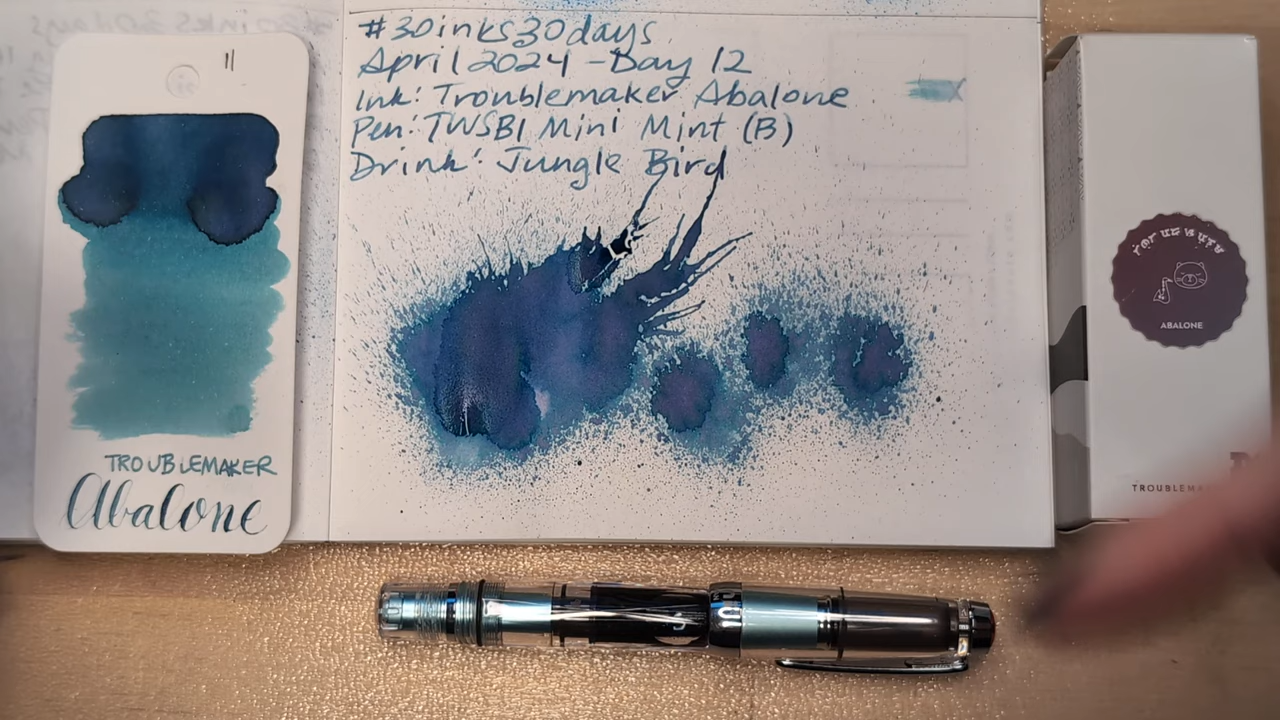 11
TROUBLEMAKER
Abalone
#30inks30days
April 2024 - Day 12
Ink: Troublemaker Abalone
Pen: TWSBI Mini Mint (B)
Drink: Jungle Bird
ABALONE